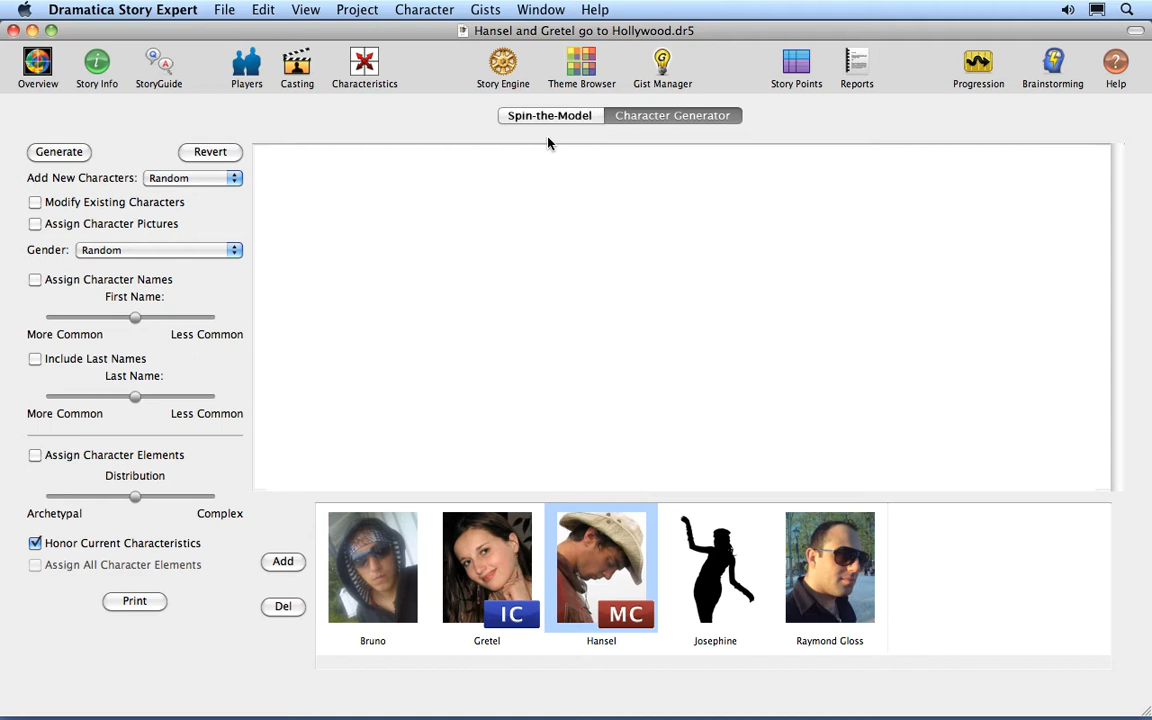 Dramatica Story Expert File Edit View Project Character Gists Window Help
Hansel and Gretel go to Hollywood.dr5
Overview Story Info StoryGuide Players Casting Characteristics Story Engine Theme Browser Gist Manager Story Points Reports Progression Brainstorming Help
Spin-the-Model Character Generator
Generate Revert
Add New Characters: Random
Modify Existing Characters
Assign Character Pictures
Gender: Random
Assign Character Names
First Name:
More Common Less Common
Include Last Names
Last Name:
More Common Less Common
Assign Character Elements
Distribution
Archetypal Complex
Honor Current Characteristics
Assign All Character Elements
Print
Add
Del
IC MC
Bruno Gretel Hansel Josephine Raymond Gloss